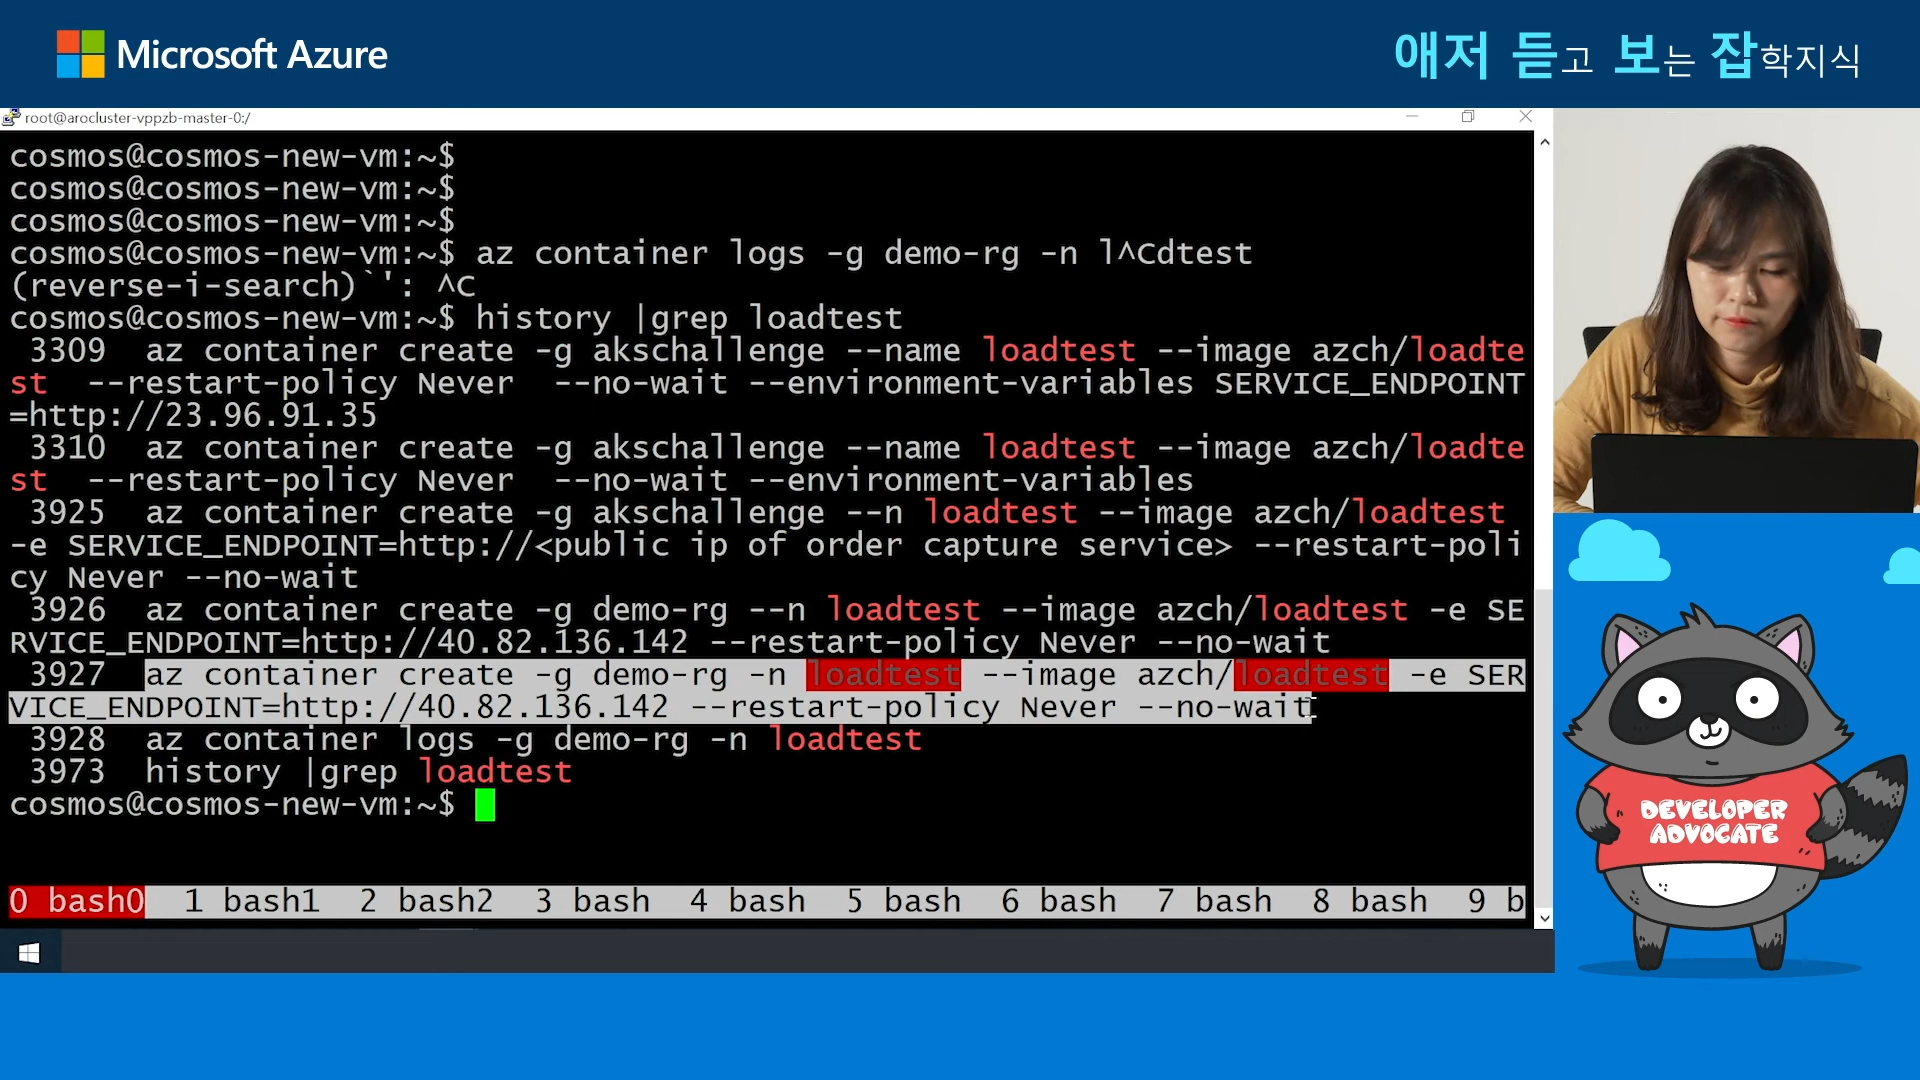 Microsoft Azure
애저 듣고 보는 잡학지식
root@arocluster-vppzb-master-0:/
cosmos@cosmos-new-vm:~$
cosmos@cosmos-new-vm:~$
cosmos@cosmos-new-vm:~$
cosmos@cosmos-new-vm:~$ az container logs -g demo-rg -n l^Cdtest
(reverse-i-search)`': ^C
cosmos@cosmos-new-vm:~$ history |grep loadtest
3309  az container create -g akschallenge --name loadtest --image azch/loadte
st  --restart-policy Never  --no-wait --environment-variables SERVICE_ENDPOINT
=http://23.96.91.35
3310  az container create -g akschallenge --name loadtest --image azch/loadte
st  --restart-policy Never  --no-wait --environment-variables
3925  az container create -g akschallenge --n loadtest --image azch/loadtest
-e SERVICE_ENDPOINT=http://<public ip of order capture service> --restart-poli
cy Never --no-wait
3926  az container create -g demo-rg --n loadtest --image azch/loadtest -e SE
RVICE_ENDPOINT=http://40.82.136.142 --restart-policy Never --no-wait
3927  az container create -g demo-rg -n loadtest --image azch/loadtest -e SER
VICE_ENDPOINT=http://40.82.136.142 --restart-policy Never --no-wait
3928  az container logs -g demo-rg -n loadtest
3973  history |grep loadtest
cosmos@cosmos-new-vm:~$
0 bash0  1 bash1  2 bash2  3 bash  4 bash  5 bash  6 bash  7 bash  8 bash  9 b
DEVELOPER
ADVOCATE